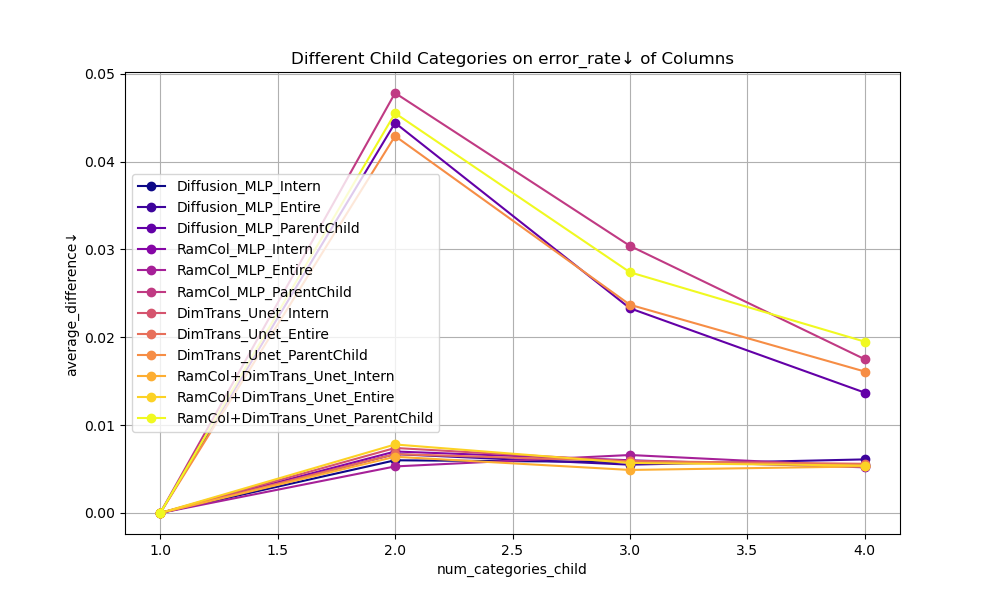 Different Child Categories on error_rate↓ of Columns
average_difference↓
0.05
0.04
0.03
0.02
0.01
0.00
Diffusion_MLP_Intern
Diffusion_MLP_Entire
Diffusion_MLP_ParentChild
RamCol_MLP_Intern
RamCol_MLP_Entire
RamCol_MLP_ParentChild
DimTrans_Unet_Intern
DimTrans_Unet_Entire
DimTrans_Unet_ParentChild
RamCol+DimTrans_Unet_Intern
RamCol+DimTrans_Unet_Entire
RamCol+DimTrans_Unet_ParentChild
1.0 1.5 2.0 2.5 3.0 3.5 4.0
num_categories_child